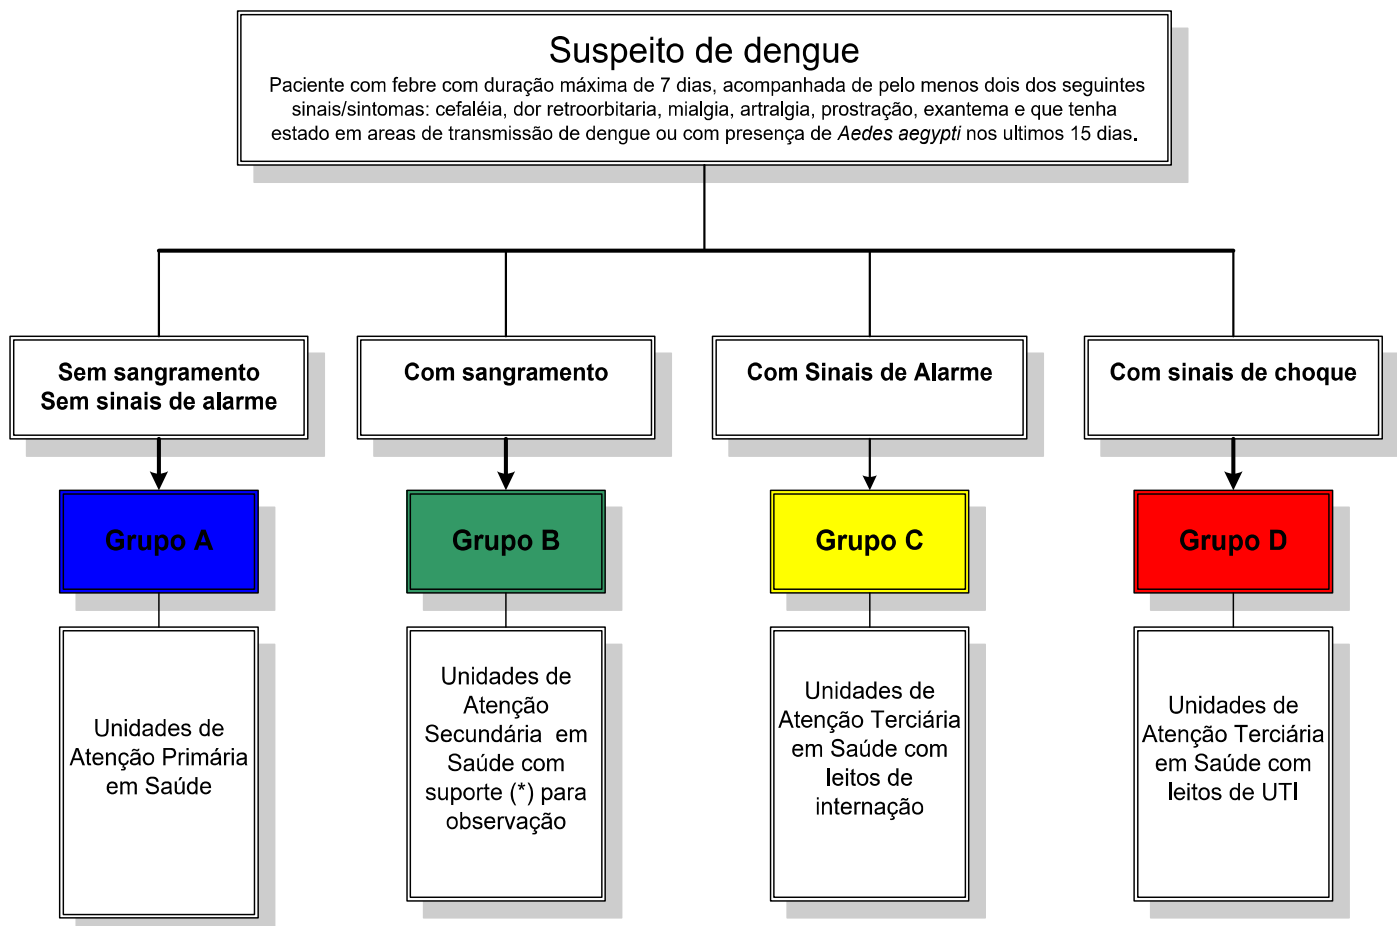 Suspeito de dengue
Paciente com febre com duração máxima de 7 dias, acompanhada de pelo menos dois dos seguintes
sinais/sintomas: cefaléia, dor retroorbitaria, mialgia, artralgia, prostração, exantema e que tenha
estado em areas de transmissão de dengue ou com presença de Aedes aegypti nos ultimos 15 dias.
Sem sangramento
Sem sinais de alarme
Com sangramento
Com Sinais de Alarme
Com sinais de choque
Grupo A
Grupo B
Grupo C
Grupo D
Unidades de
Atenção Primária
em Saúde
Unidades de
Atenção
Secundária em
Saúde com
suporte (*) para
observação
Unidades de
Atenção Terciária
em Saúde com
leitos de
internação
Unidades de
Atenção Terciária
em Saúde com
leitos de UTI